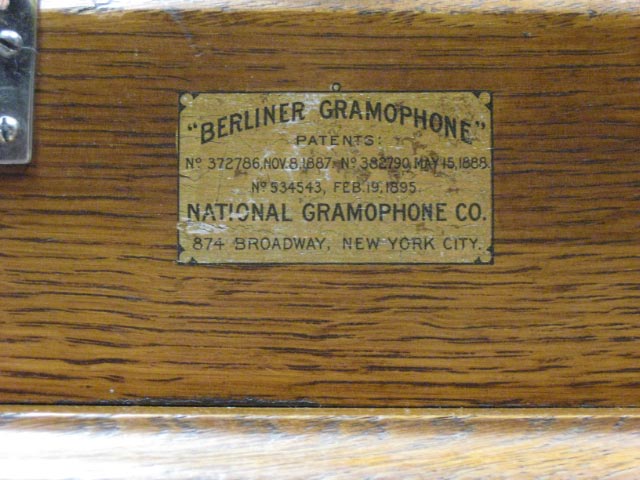 "BERLINER GRAMOPHONE"
PATENTS:
Nº 372786, NOV. 8, 1887. Nº 382790, MAY 15, 1888.
Nº 534543, FEB. 19, 1895.
NATIONAL GRAMOPHONE CO.
874 BROADWAY, NEW YORK CITY.